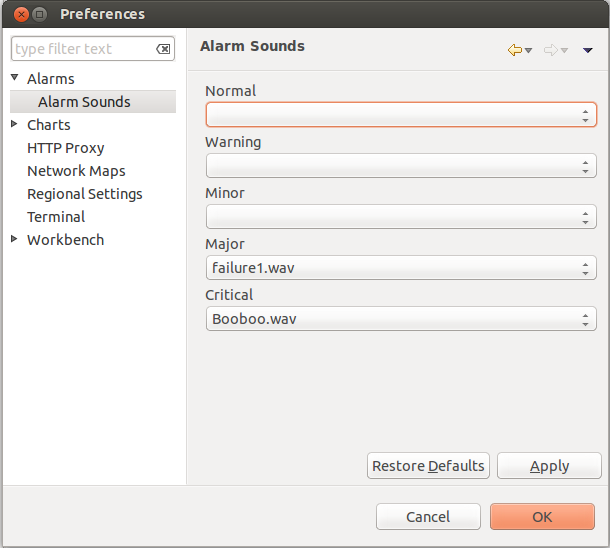 Preferences
type filter text
Alarms
Alarm Sounds
Charts
HTTP Proxy
Network Maps
Regional Settings
Terminal
Workbench
Alarm Sounds
Normal
Warning
Minor
Major
failure1.wav
Critical
Booboo.wav
Restore Defaults
Apply
Cancel
OK